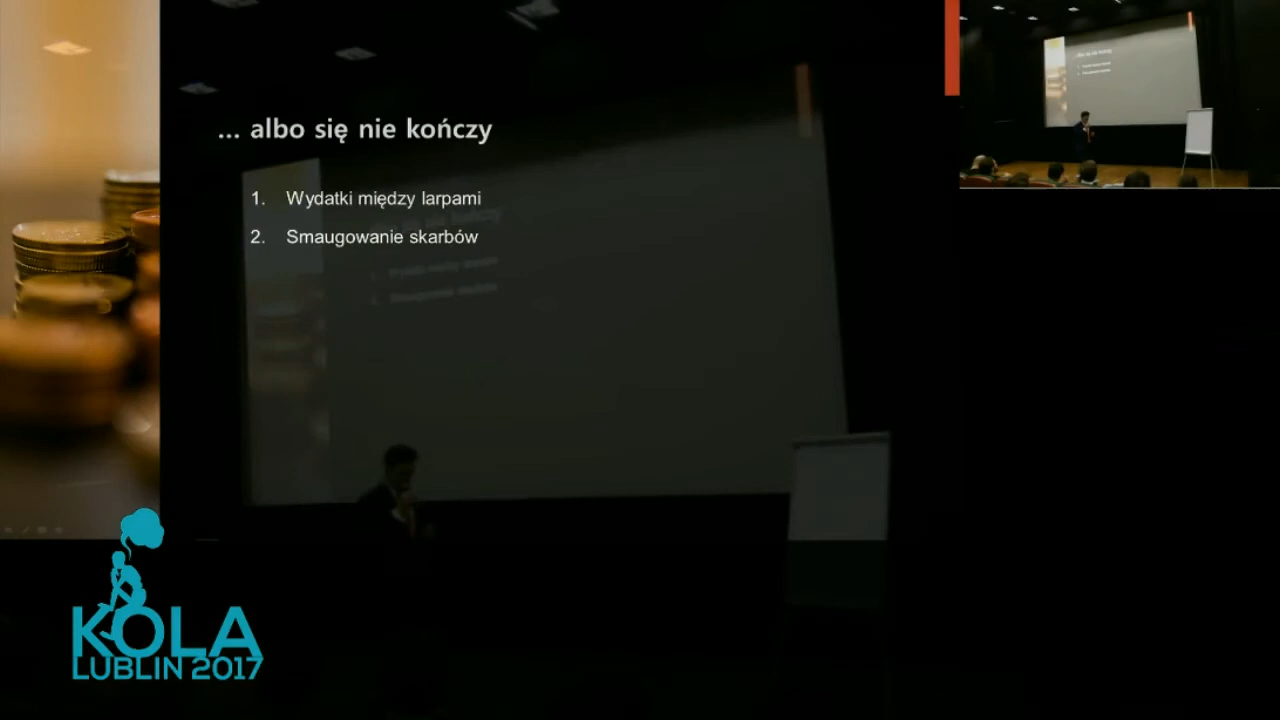 ... albo się nie kończy
1. Wydatki między larpami
2. Smaugowanie skarbów
KOLA
LUBLIN 2017